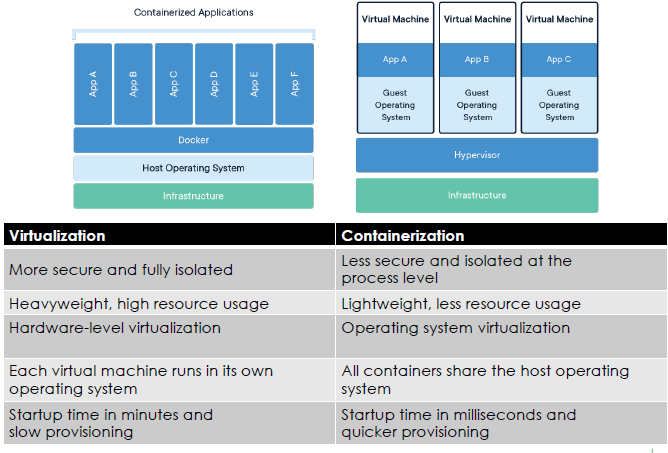 Containerized Applications
App A
App B
App C
App D
App E
App F
Docker
Host Operating System
Infrastructure
Virtual Machine
Virtual Machine
Virtual Machine
App A
App B
App C
Guest
Operating
System
Guest
Operating
System
Guest
Operating
System
Hypervisor
Infrastructure
Virtualization
Containerization
More secure and fully isolated
Less secure and isolated at the
process level
Heavyweight, high resource usage
Lightweight, less resource usage
Hardware-level virtualization
Operating system virtualization
Each virtual machine runs in its own
operating system
All containers share the host operating
system
Startup time in minutes and
slow provisioning
Startup time in milliseconds and
quicker provisioning